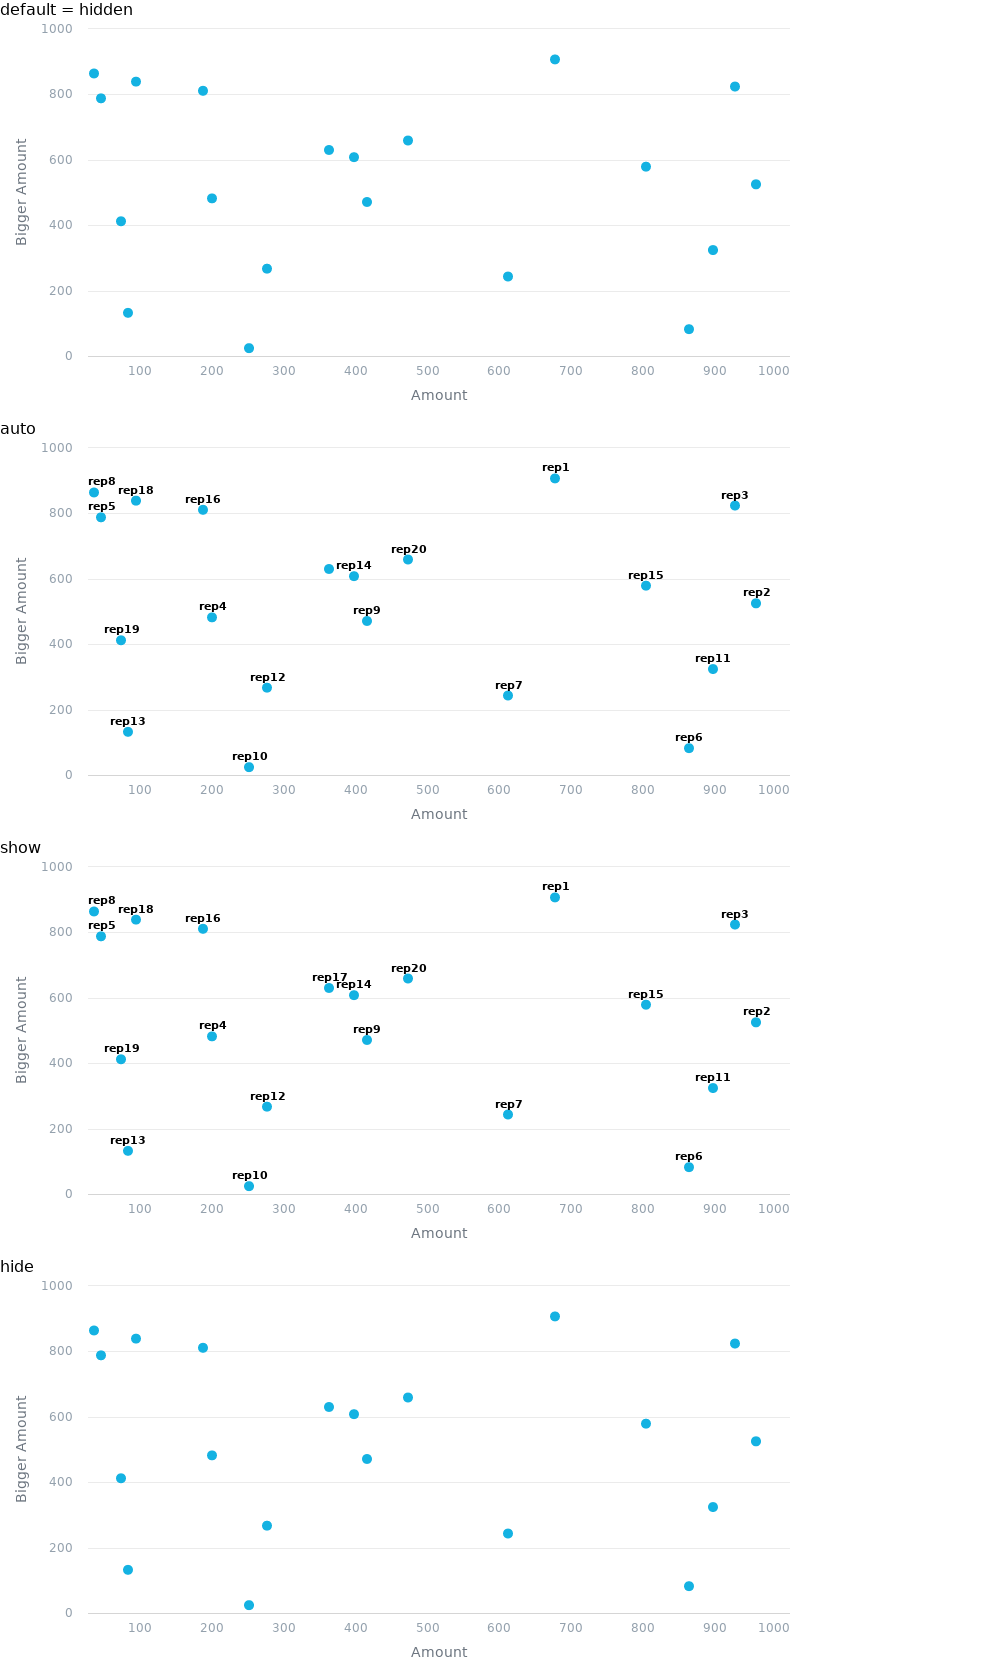 default = hidden
1000
800
600
400
200
0
Bigger Amount
100 200 300 400 500 600 700 800 900 1000
Amount
auto
1000
800
600
400
200
0
Bigger Amount
rep1
rep8
rep18
rep3
rep16
rep5
rep20
rep14
rep15
rep2
rep4
rep9
rep19
rep11
rep12
rep7
rep6
rep13
rep10
100 200 300 400 500 600 700 800 900 1000
Amount
show
1000
800
600
400
200
0
Bigger Amount
rep1
rep8
rep18
rep3
rep16
rep5
rep20
rep17
rep14
rep15
rep2
rep4
rep9
rep19
rep11
rep12
rep7
rep6
rep13
rep10
100 200 300 400 500 600 700 800 900 1000
Amount
hide
1000
800
600
400
200
0
Bigger Amount
100 200 300 400 500 600 700 800 900 1000
Amount